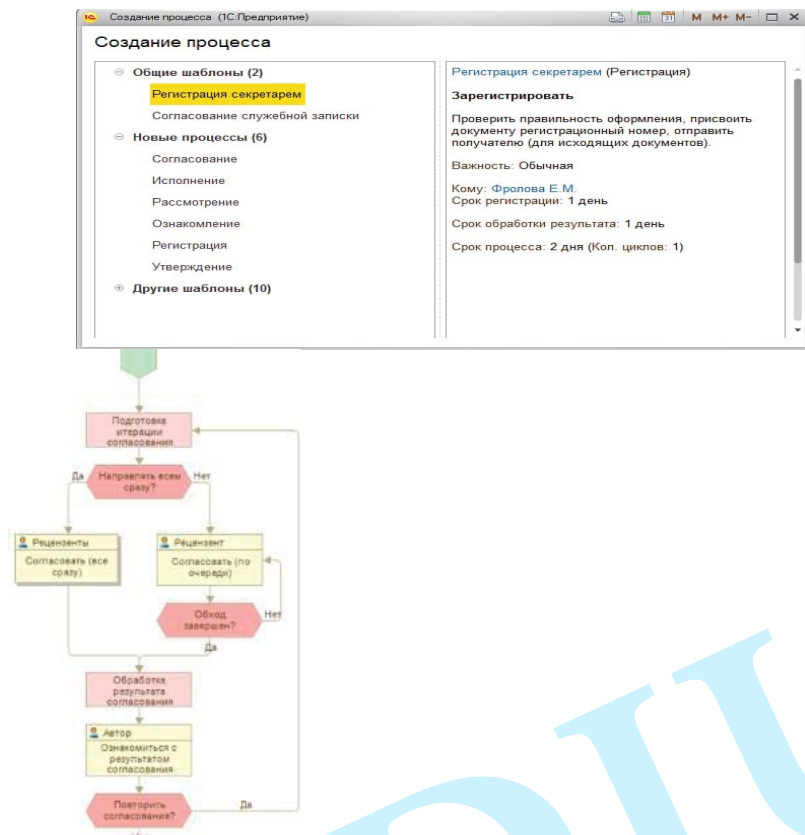 Создание процесса (1С:Предприятие)
M M+ M-
Создание процесса
Общие шаблоны (2)
Регистрация секретарем
Согласование служебной записки
Новые процессы (6)
Согласование
Исполнение
Рассмотрение
Ознакомление
Регистрация
Утверждение
Другие шаблоны (10)
Регистрация секретарем (Регистрация)
Зарегистрировать
Проверить правильность оформления, присвоить
документу регистрационный номер, отправить
получателю (для исходящих документов).
Важность: Обычная
Кому: Фролова Е.М.
Срок регистрации: 1 день
Срок обработки результата: 1 день
Срок процесса: 2 дня (Кол. циклов: 1)
Подготовка
итерации
согласования
Да
Направлять всем
сразу?
Нет
Рецензенты
Согласовать (все
сразу)
Рецензент
Согласовать (по
очереди)
Обход
завершен?
Нет
Да
Обработка
результата
согласования
Автор
Ознакомиться с
результатом
согласования
Повторить
согласование?
Да